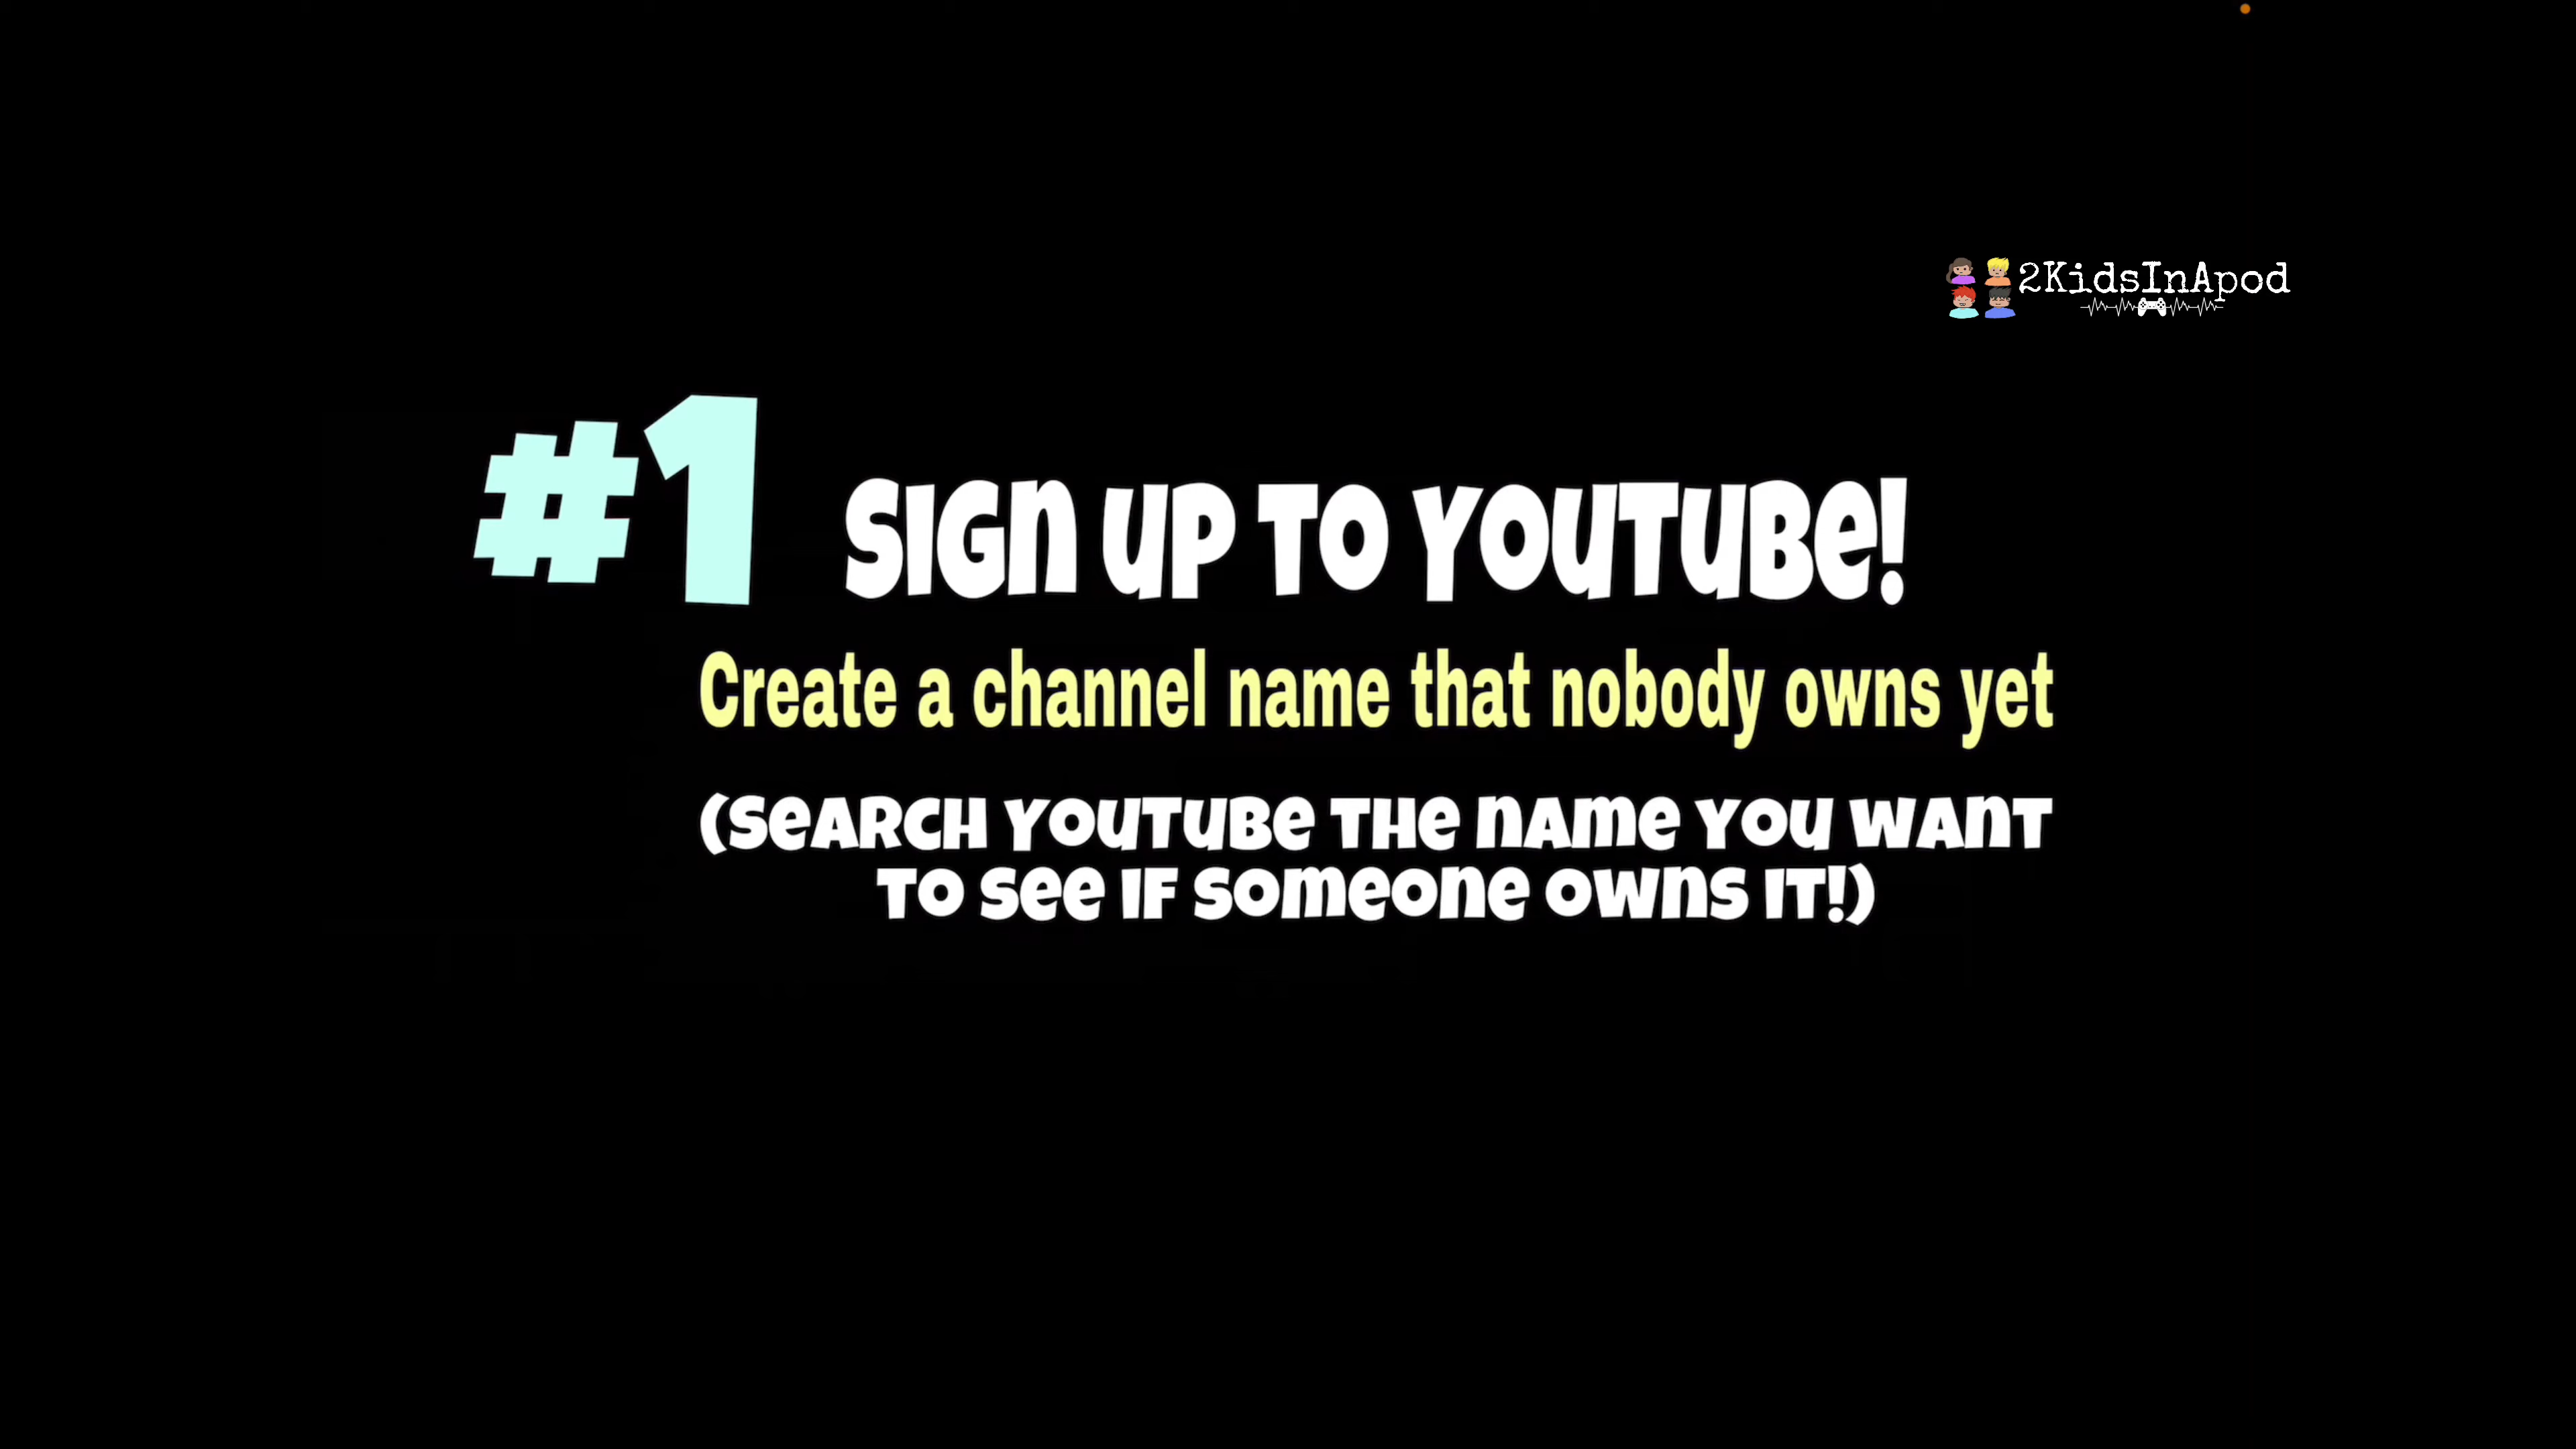 2KidsInApod
#1 SIGN UP TO YOUTUBE!
Create a channel name that nobody owns yet
(SEARCH YOUTUBE THE NAME YOU WANT
TO SEE IF SOMEONE OWNS IT!)